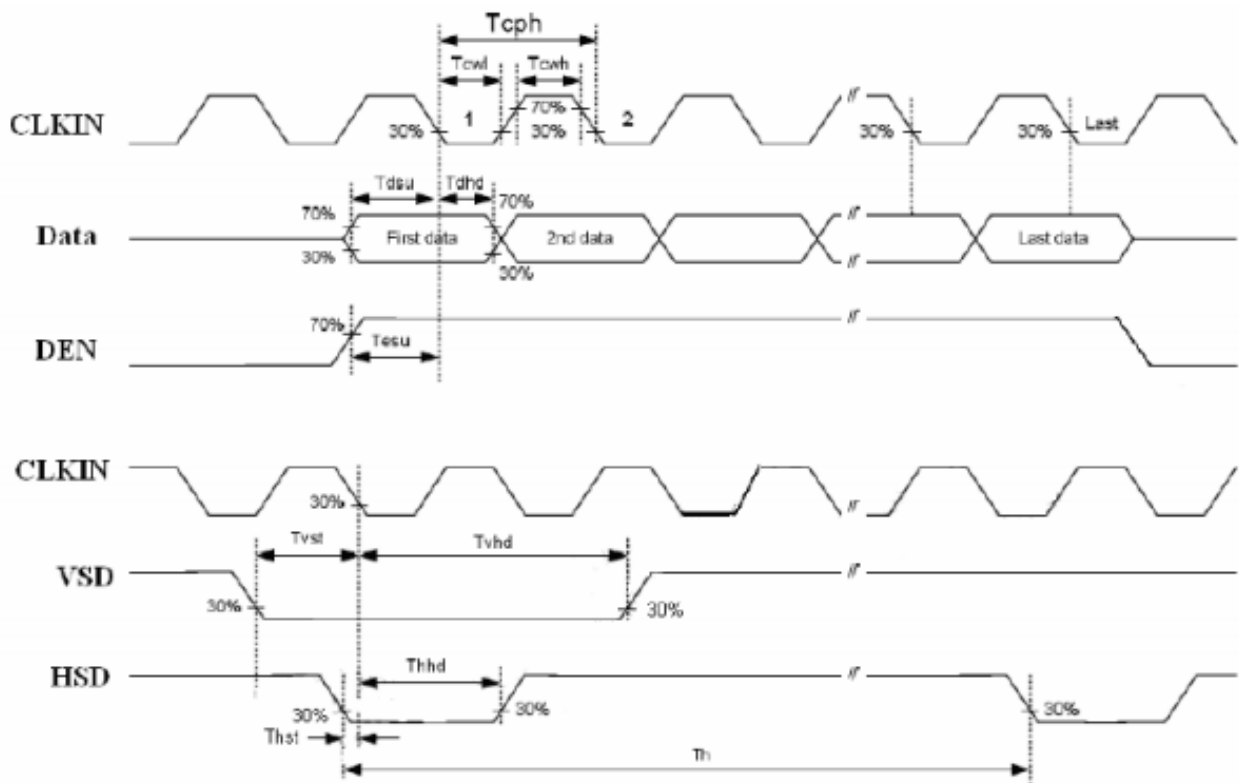 Tcph
Tcwl Tcwh
CLKIN 30% 1 70% 30% 2 30% 30% Last
Tdsu Tdhd
70% 70%
Data First data 2nd data Last data
30% 30%
70%
DEN Tesu
CLKIN 30%
Tvst Tvhd
VSD 30% 30%
HSD Thhd
30% 30% 30%
Thst
Th